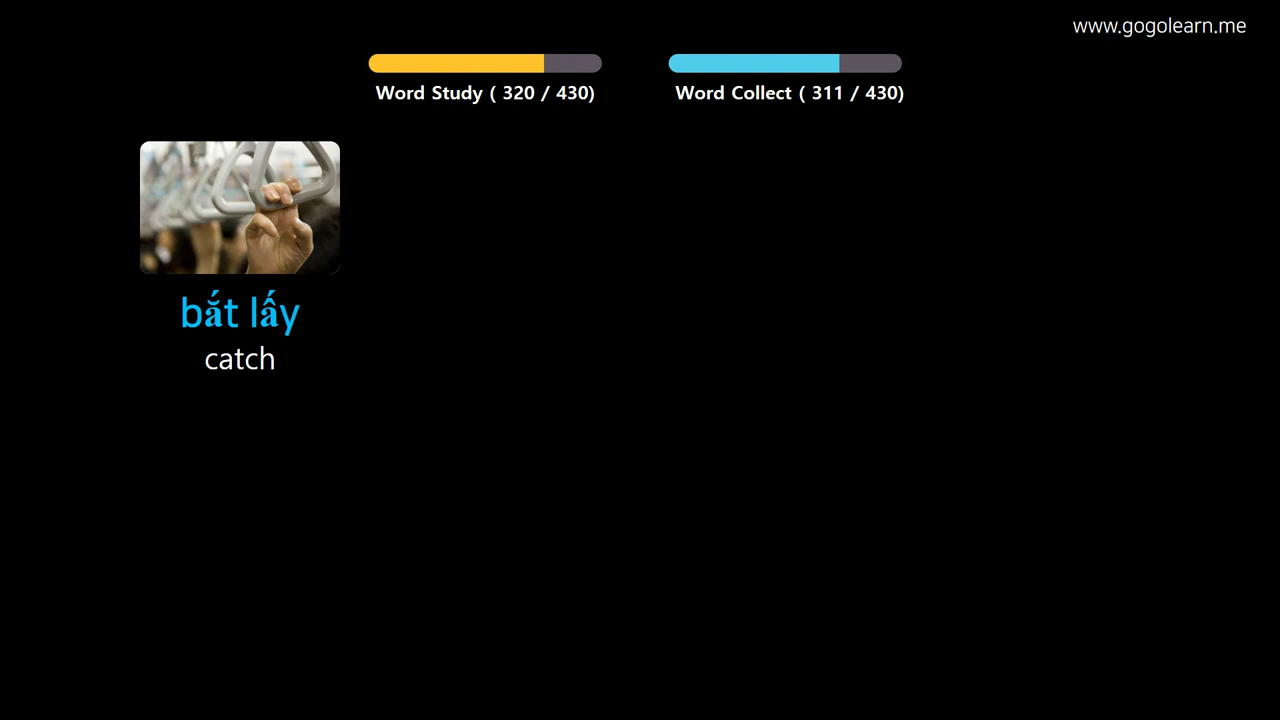 www.gogolearn.me
Word Study ( 320 / 430)
Word Collect ( 311 / 430)
bắt lấy
catch